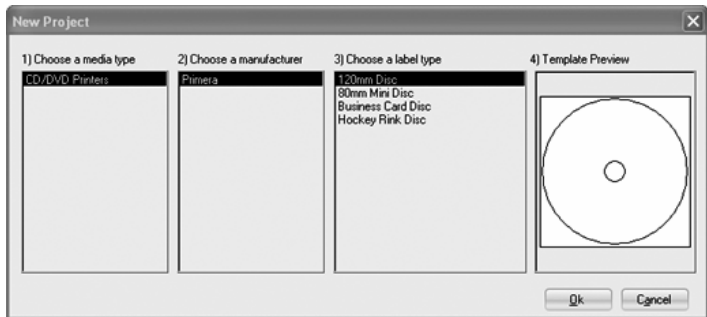 New Project
1) Choose a media type
2) Choose a manufacturer
3) Choose a label type
4) Template Preview
CD/DVD Printers
Primera
120mm Disc
80mm Mini Disc
Business Card Disc
Hockey Rink Disc
Ok
Cancel